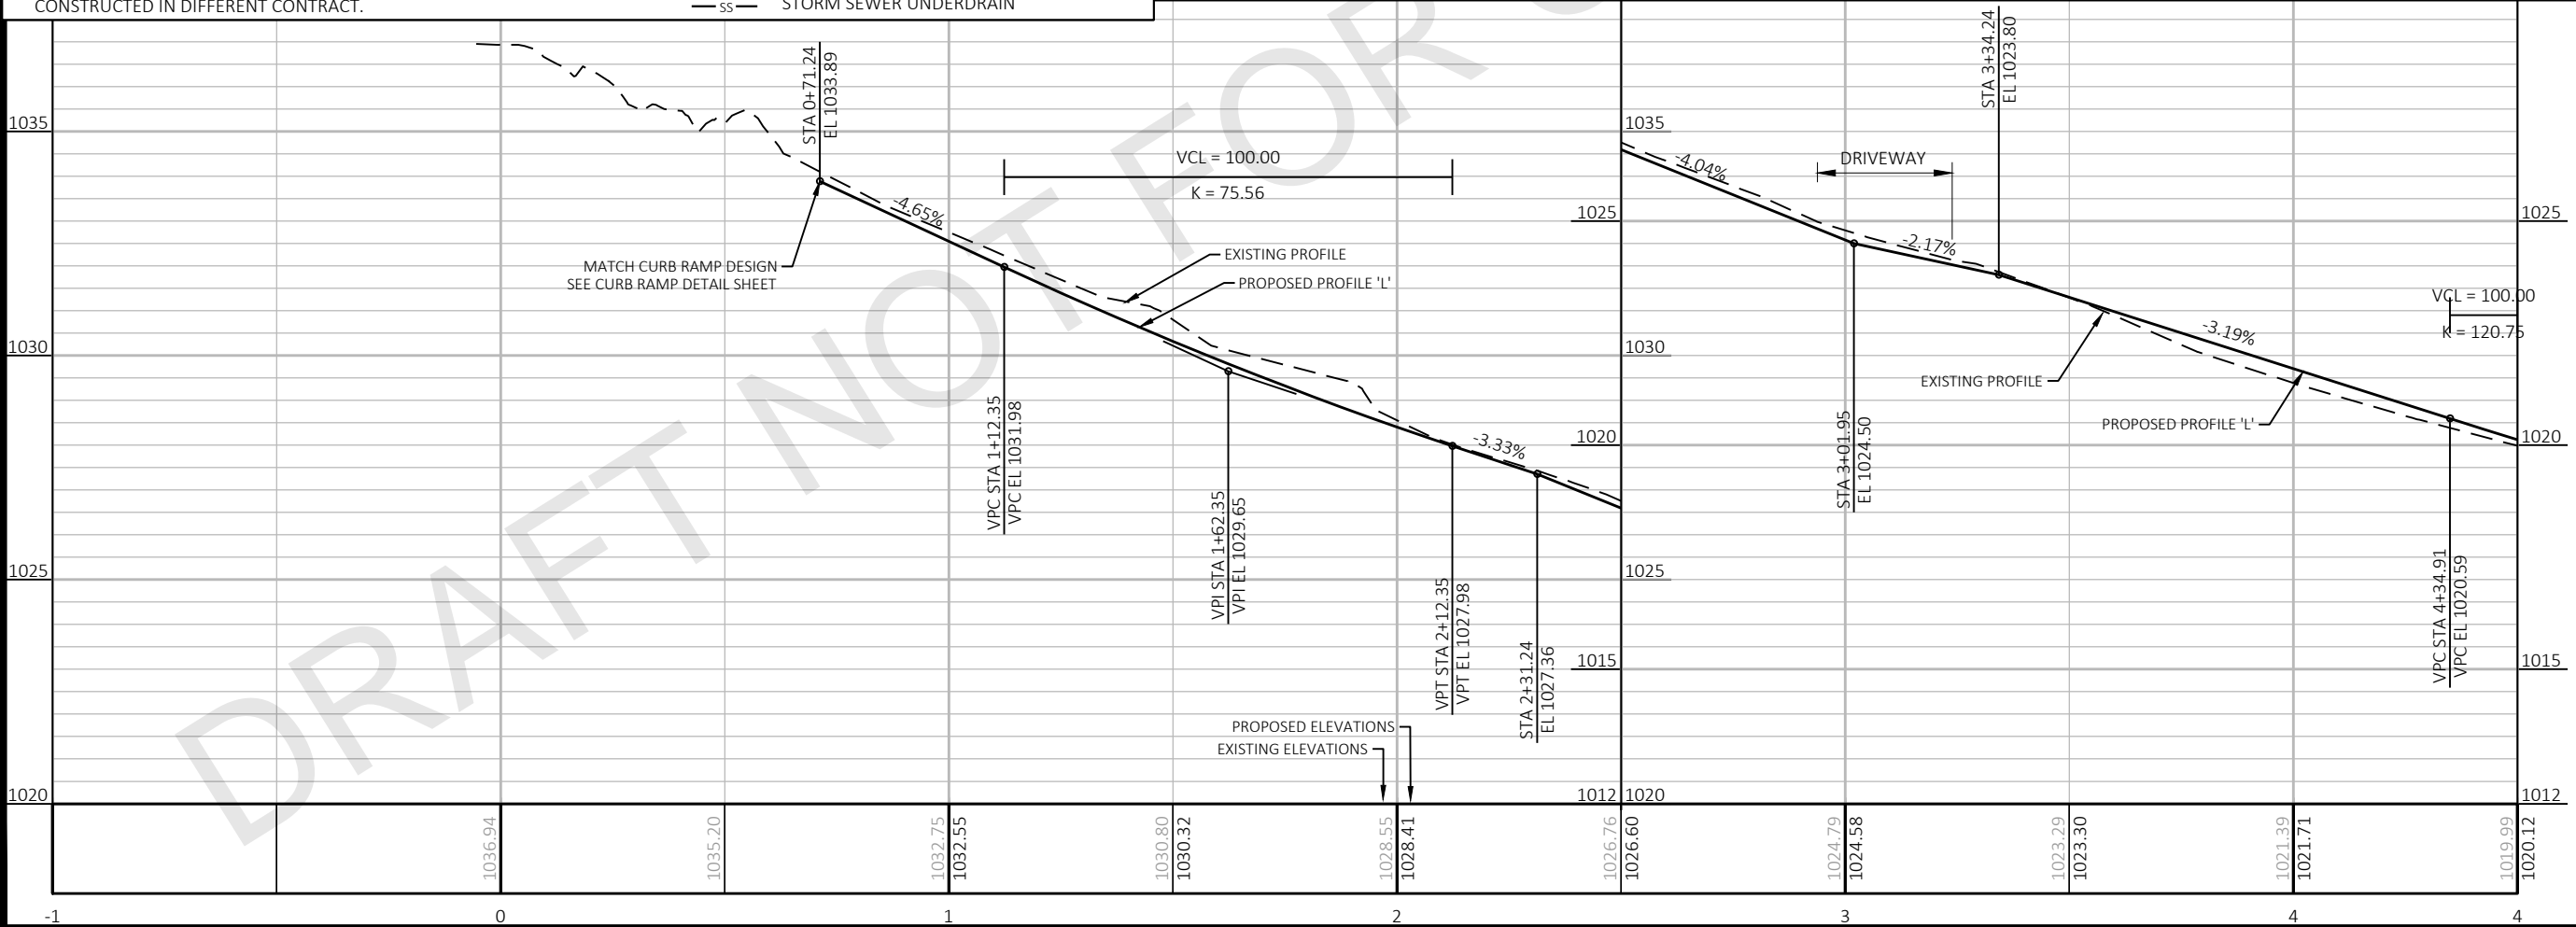 CONSTRUCTED IN DIFFERENT CONTRACT.
SS STORM SEWER UNDERDRAIN
DRAFT NOT FOR
STA 0+71.24
EL 1033.89
STA 3+34.24
EL 1023.80
1035
1035
VCL = 100.00
K = 75.56
-4.04%
DRIVEWAY
-4.65%
1025
1025
-2.17%
MATCH CURB RAMP DESIGN
SEE CURB RAMP DETAIL SHEET
EXISTING PROFILE
PROPOSED PROFILE 'L'
VCL = 100.00
K = 120.75
-3.19%
1030
1030
EXISTING PROFILE
PROPOSED PROFILE 'L'
VPC STA 1+12.35
VPC EL 1031.98
1020
1020
-3.33%
STA 3+01.95
EL 1024.50
VPI STA 1+62.35
VPI EL 1029.65
1025
1025
VPT STA 2+12.35
VPT EL 1027.98
STA 2+31.24
EL 1027.36
VPC STA 4+34.91
VPC EL 1020.59
1015
1015
PROPOSED ELEVATIONS
EXISTING ELEVATIONS
1020
1012
1020
1012
1036.94
1035.20
1032.75
1032.55
1030.80
1030.32
1028.55
1028.41
1026.76
1026.60
1024.79
1024.58
1023.29
1023.30
1021.39
1021.71
1019.99
1020.12
-1
0
1
2
3
4
4